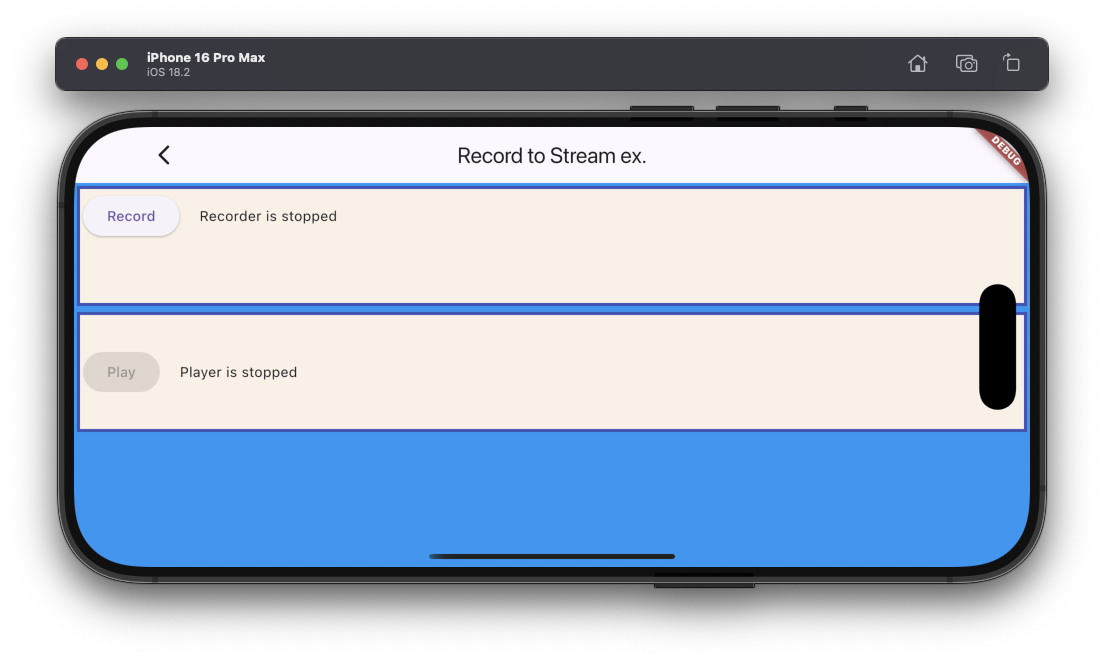 iPhone 16 Pro Max
iOS 18.2
Record to Stream ex.
DEBUG
Record
Recorder is stopped
Play
Player is stopped